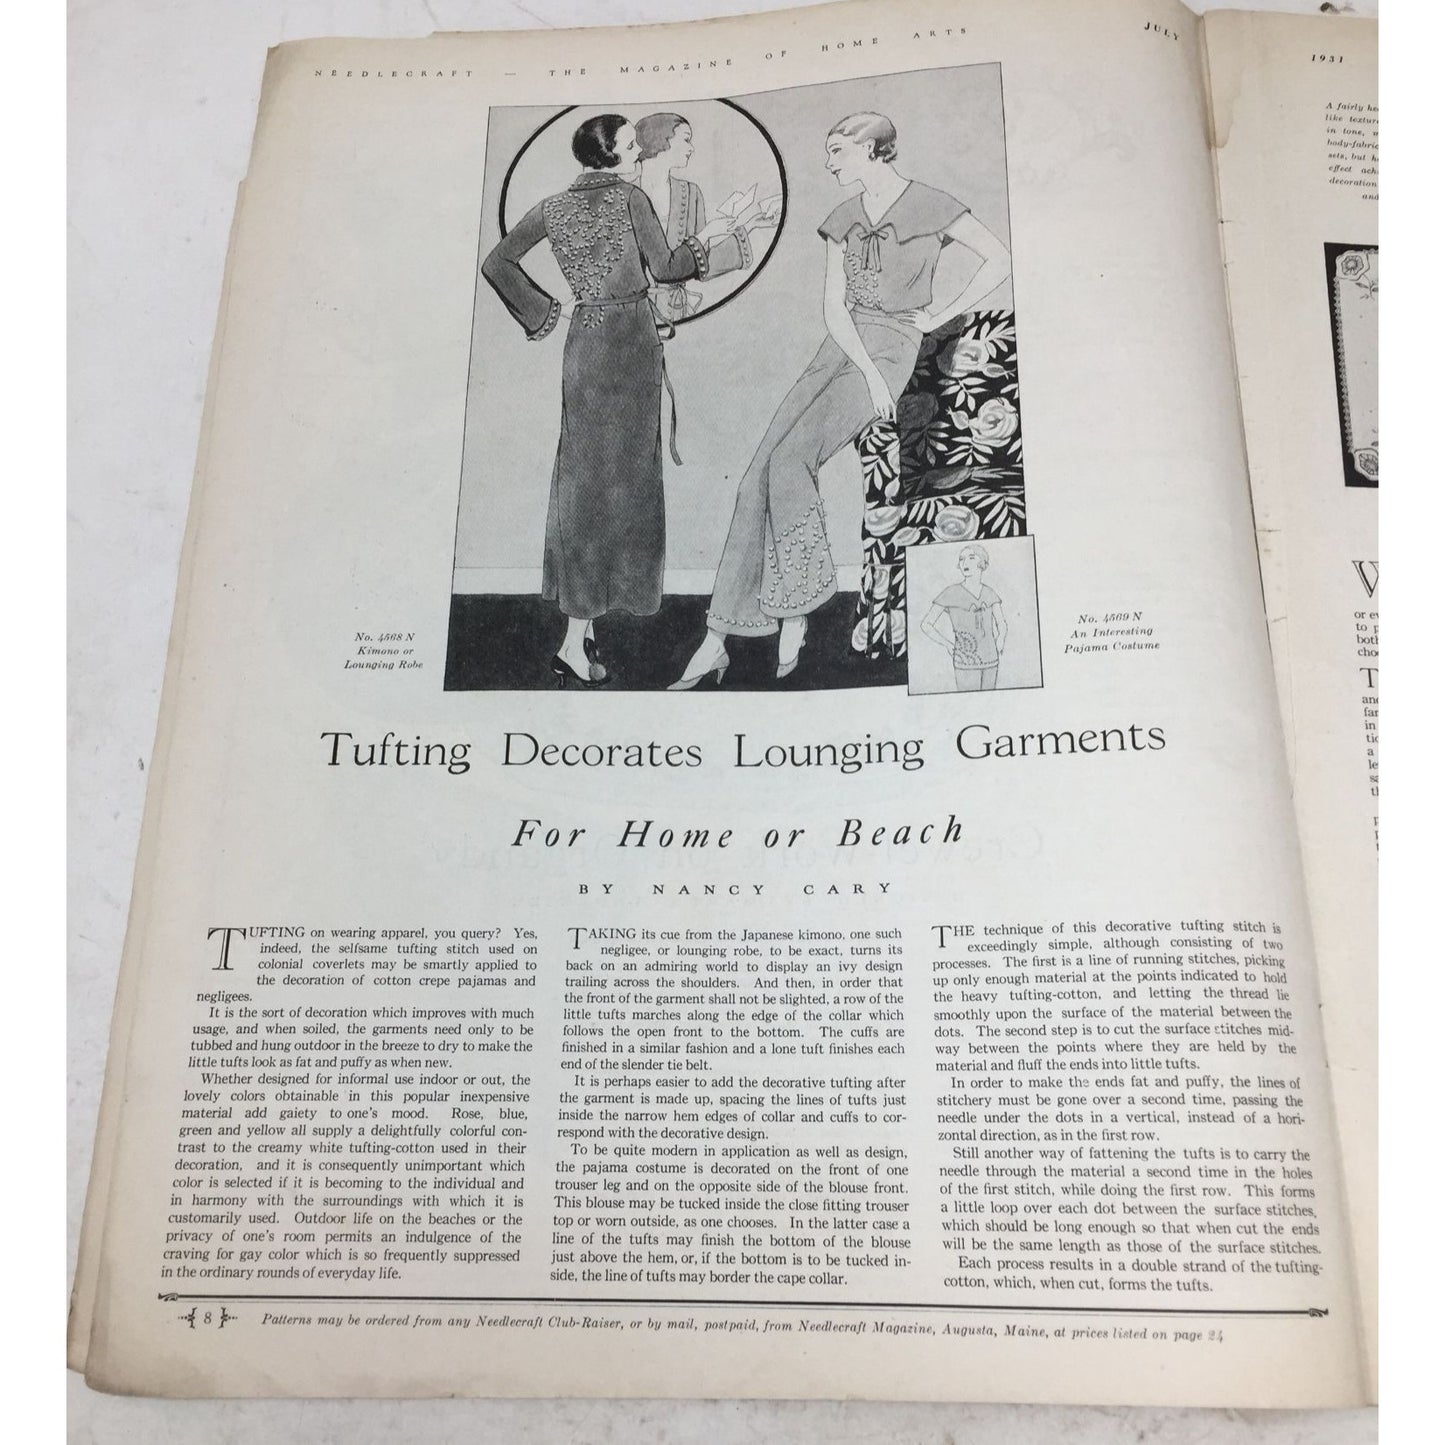 NEEDLECRAFT — THE MAGAZINE OF HOME ARTS
JULY
No. 4568 N
Kimono or
Lounging Robe
No. 4569 N
An Interesting
Pajama Costume
Tufting Decorates Lounging Garments
For Home or Beach
BY NANCY CARY
TUFTING on wearing apparel, you query? Yes,
indeed, the selfsame tufting stitch used on
colonial coverlets may be smartly applied to
the decoration of cotton crepe pajamas and
negligees.
It is the sort of decoration which improves with much
usage, and when soiled, the garments need only to be
tubbed and hung outdoor in the breeze to dry to make the
little tufts look as fat and puffy as when new.
Whether designed for informal use indoor or out, the
lovely colors obtainable in this popular inexpensive
material add gaiety to one's mood. Rose, blue,
green and yellow all supply a delightfully colorful con-
trast to the creamy white tufting-cotton used in their
decoration, and it is consequently unimportant which
color is selected if it is becoming to the individual and
in harmony with the surroundings with which it is
customarily used. Outdoor life on the beaches or the
privacy of one's room permits an indulgence of the
craving for gay color which is so frequently suppressed
in the ordinary rounds of everyday life.
TAKING its cue from the Japanese kimono, one such
negligee, or lounging robe, to be exact, turns its
back on an admiring world to display an ivy design
trailing across the shoulders. And then, in order that
the front of the garment shall not be slighted, a row of the
little tufts marches along the edge of the collar which
follows the open front to the bottom. The cuffs are
finished in a similar fashion and a lone tuft finishes each
end of the slender tie belt.
It is perhaps easier to add the decorative tufting after
the garment is made up, spacing the lines of tufts just
inside the narrow hem edges of collar and cuffs to cor-
respond with the decorative design.
To be quite modern in application as well as design,
the pajama costume is decorated on the front of one
trouser leg and on the opposite side of the blouse front.
This blouse may be tucked inside the close fitting trouser
top or worn outside, as one chooses. In the latter case a
line of the tufts may finish the bottom of the blouse
just above the hem, or, if the bottom is to be tucked in-
side, the line of tufts may border the cape collar.
THE technique of this decorative tufting stitch is
exceedingly simple, although consisting of two
processes. The first is a line of running stitches, picking
up only enough material at the points indicated to hold
the heavy tufting-cotton, and letting the thread lie
smoothly upon the surface of the material between the
dots. The second step is to cut the surface stitches mid-
way between the points where they are held by the
material and fluff the ends into little tufts.
In order to make the ends fat and puffy, the lines of
stitchery must be gone over a second time, passing the
needle under the dots in a vertical, instead of a hori-
zontal direction, as in the first row.
Still another way of fattening the tufts is to carry the
needle through the material a second time in the holes
of the first stitch, while doing the first row. This forms
a little loop over each dot between the surface stitches,
which should be long enough so that when cut the ends
will be the same length as those of the surface stitches.
Each process results in a double strand of the tufting-
cotton, which, when cut, forms the tufts.
8
Patterns may be ordered from any Needlecraft Club-Raiser, or by mail, postpaid, from Needlecraft Magazine, Augusta, Maine, at prices listed on page 24
1931
A fairly
like
in tone,
sets, but
effect
decoration
W
to
T
in
a